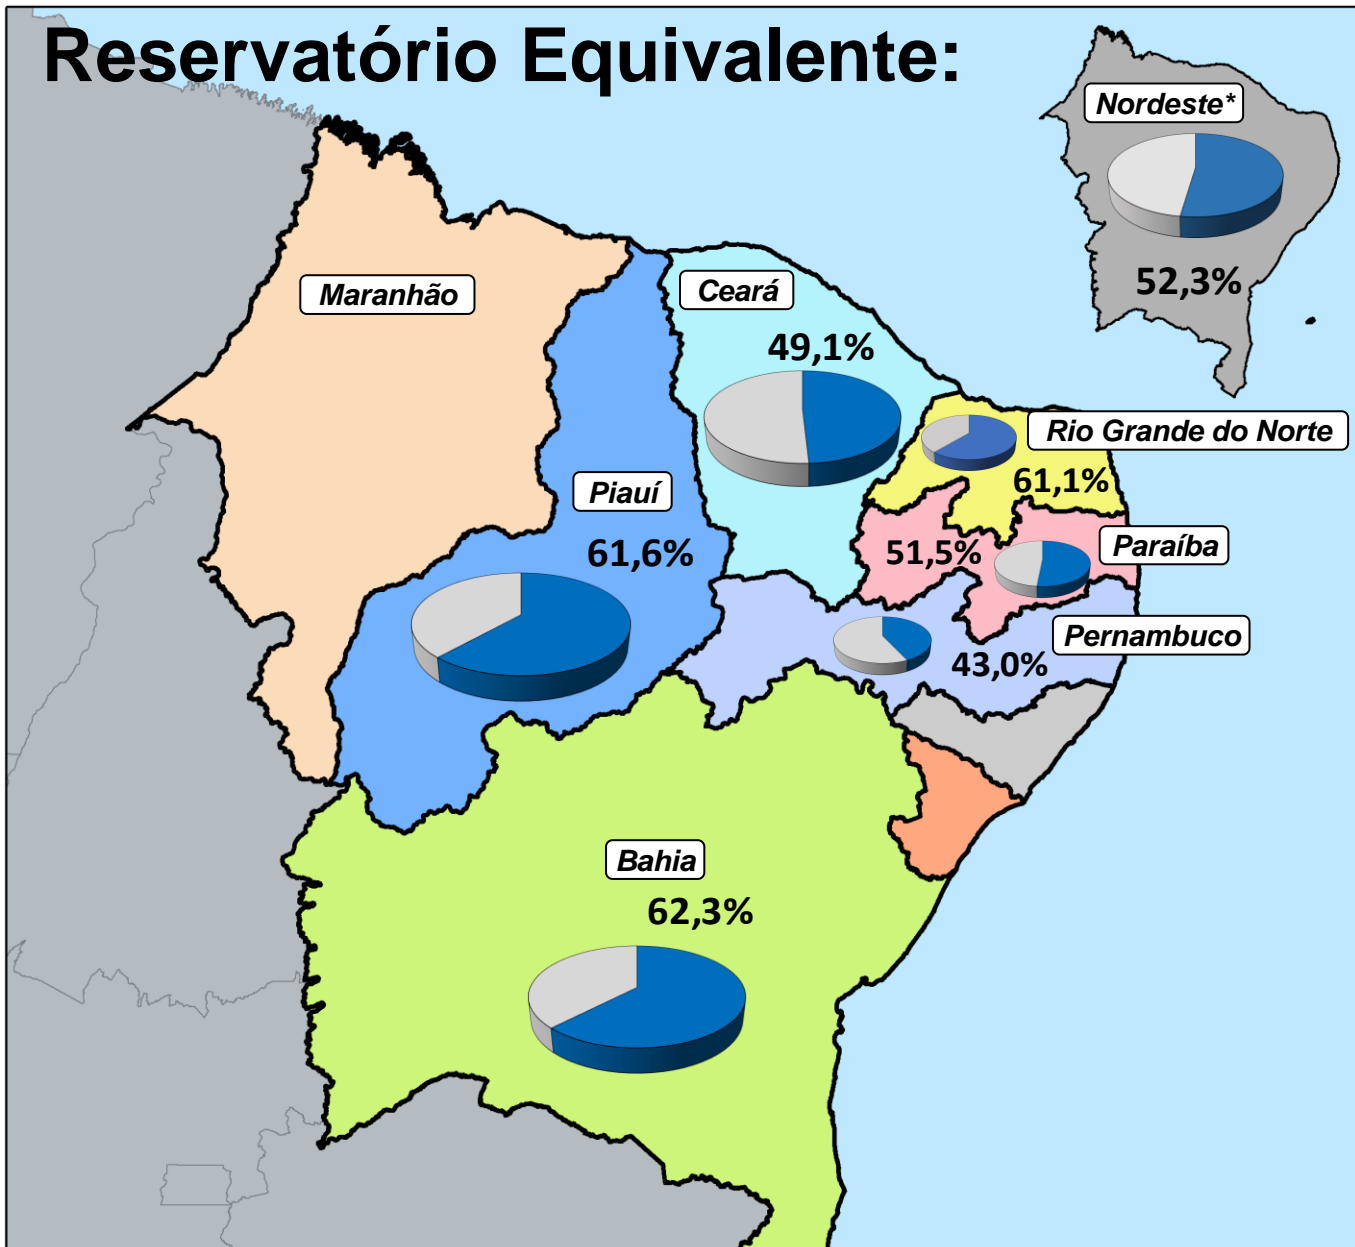 Reservatório Equivalente:
Nordeste*
52,3%
Maranhão
Ceará
49,1%
Rio Grande do Norte
61,1%
Piauí
61,6%
Paraíba
51,5%
Pernambuco
43,0%
Bahia
62,3%